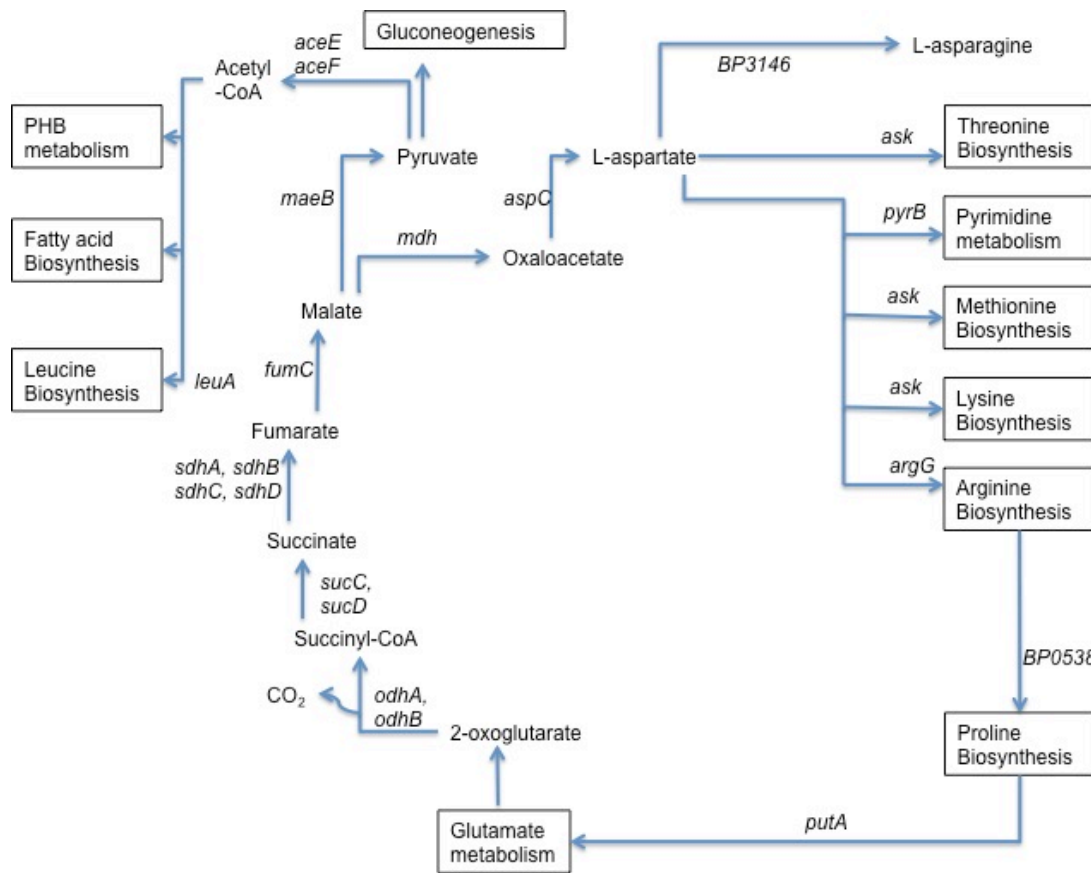 Gluconeogenesis
aceE
aceF
Acetyl
-CoA
L-asparagine
BP3146
PHB
metabolism
Pyruvate
L-aspartate
ask
Threonine
Biosynthesis
maeB
aspC
pyrB
Pyrimidine
metabolism
Fatty acid
Biosynthesis
mdh
Oxaloacetate
Malate
ask
Methionine
Biosynthesis
Leucine
Biosynthesis
leuA
fumC
ask
Lysine
Biosynthesis
Fumarate
sdhA, sdhB
sdhC, sdhD
argG
Arginine
Biosynthesis
Succinate
sucC,
sucD
Succinyl-CoA
BP0538
CO₂
odhA,
odhB
2-oxoglutarate
Proline
Biosynthesis
Glutamate
metabolism
putA